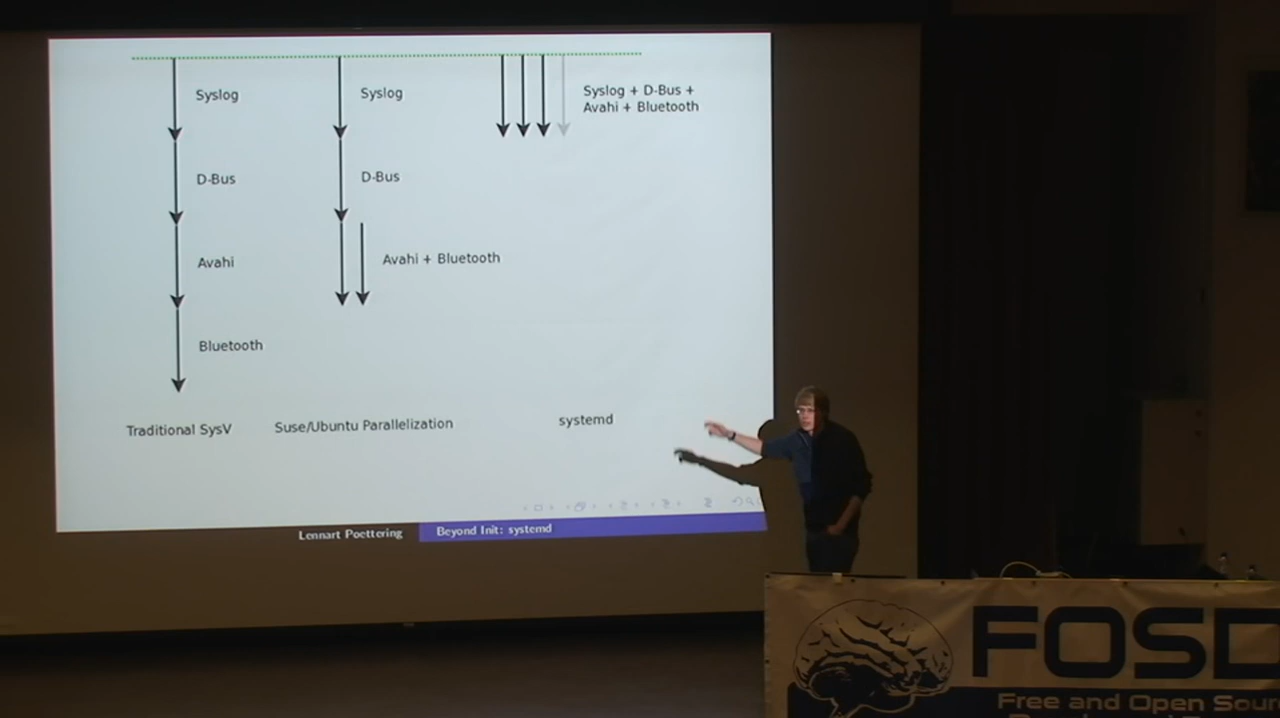 Syslog
D-Bus
Avahi
Bluetooth
Traditional SysV
Syslog
D-Bus
Avahi + Bluetooth
Suse/Ubuntu Parallelization
Syslog + D-Bus +
Avahi + Bluetooth
systemd
Lennart Poettering
Beyond Init: systemd
FOSD
Free and Open Sour